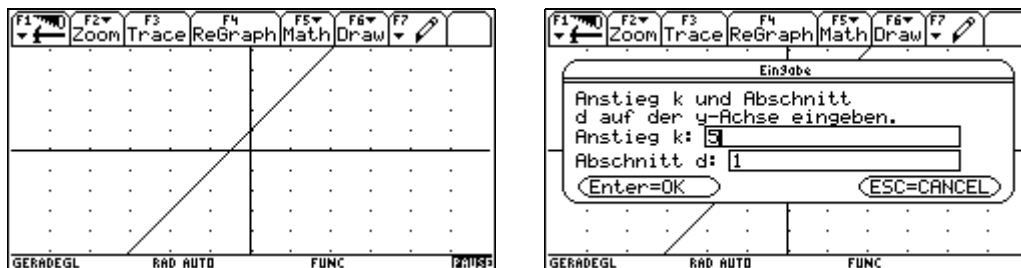 F1 F2 F3 F4 F5 F6 F7
Zoom Trace ReGraph Math Draw
GERADEGL RAD AUTO FUNC PAUSE
F1 F2 F3 F4 F5 F6 F7
Zoom Trace ReGraph Math Draw
Eingabe
Anstieg k und Abschnitt
d auf der y-Achse eingeben.
Anstieg k: 5
Abschnitt d: 1
Enter=OK ESC=CANCEL
GERADEGL RAD AUTO FUNC